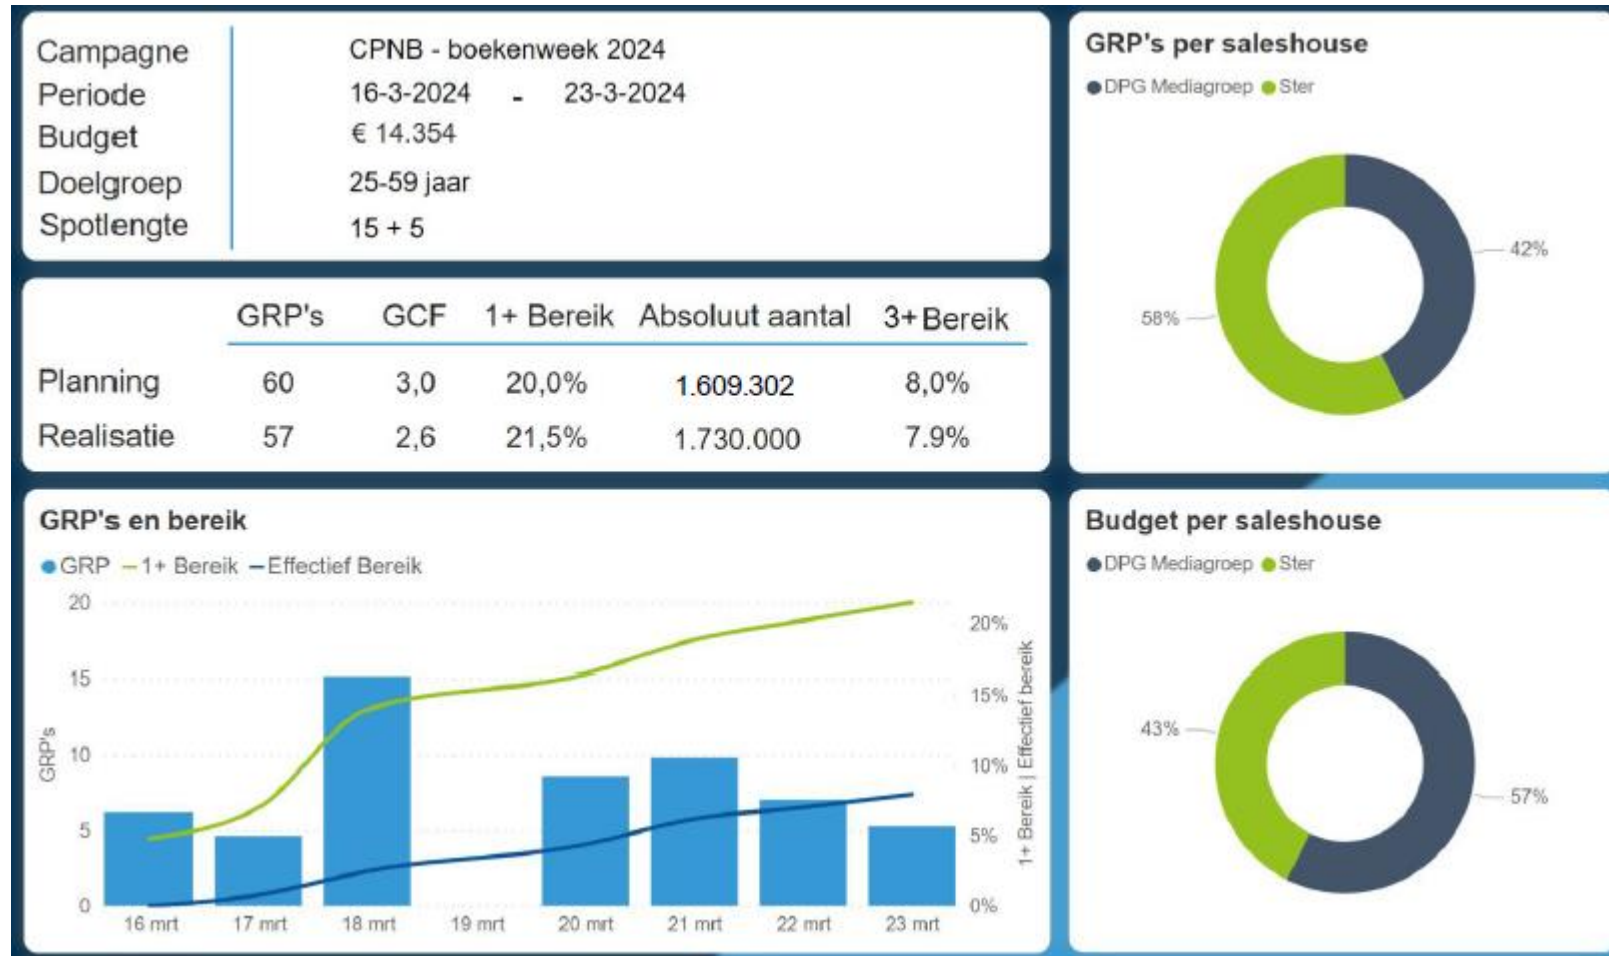 Campagne CPNB - boekenweek 2024
Periode 16-3-2024 - 23-3-2024
Budget € 14.354
Doelgroep 25-59 jaar
Spotlengte 15 + 5
GRP's GCF 1+ Bereik Absoluut aantal 3+ Bereik
Planning 60 3,0 20,0% 1.609.302 8,0%
Realisatie 57 2,6 21,5% 1.730.000 7.9%
GRP's en bereik
GRP 1+ Bereik Effectief Bereik
GRP's
20
15
10
5
0
16 mrt 17 mrt 18 mrt 19 mrt 20 mrt 21 mrt 22 mrt 23 mrt
20%
15%
10%
5%
0%
1+ Bereik | Effectief bereik
GRP's per saleshouse
DPG Mediagroep Ster
42%
58%
Budget per saleshouse
DPG Mediagroep Ster
43%
57%